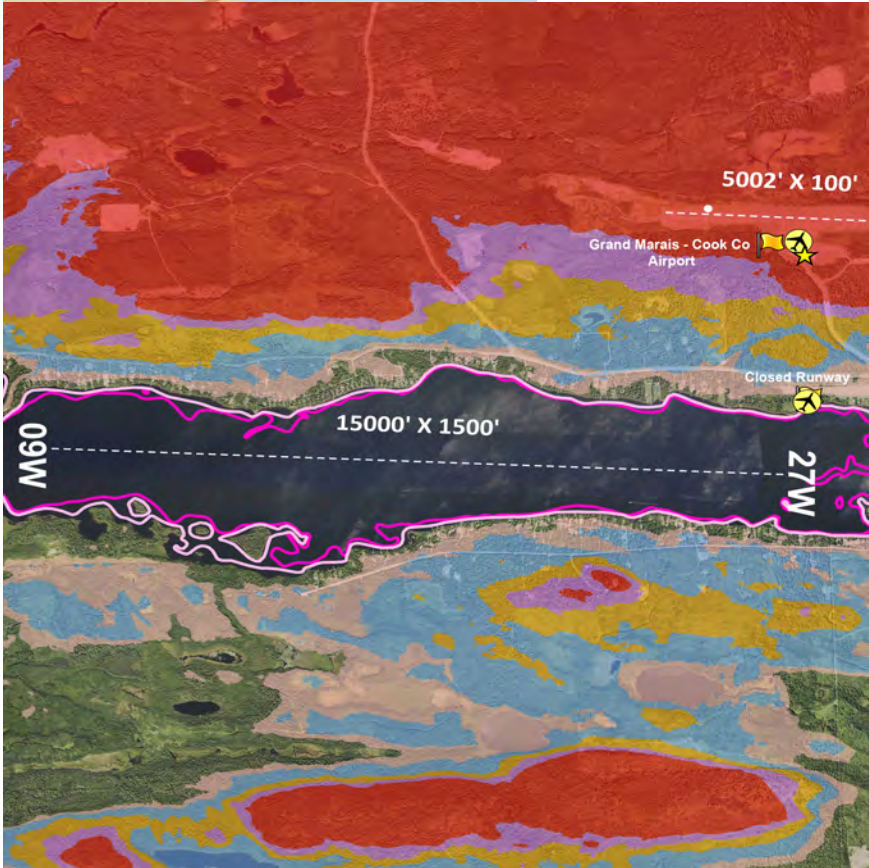 5002' X 100'
Grand Marais - Cook Co
Airport
Closed Runway
15000' X 1500'
09W
27W